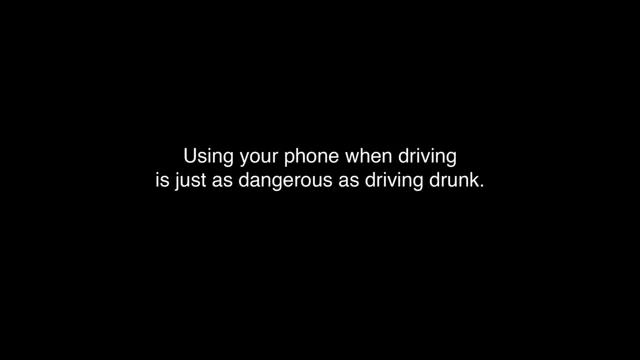 Using your phone when driving
is just as dangerous as driving drunk.